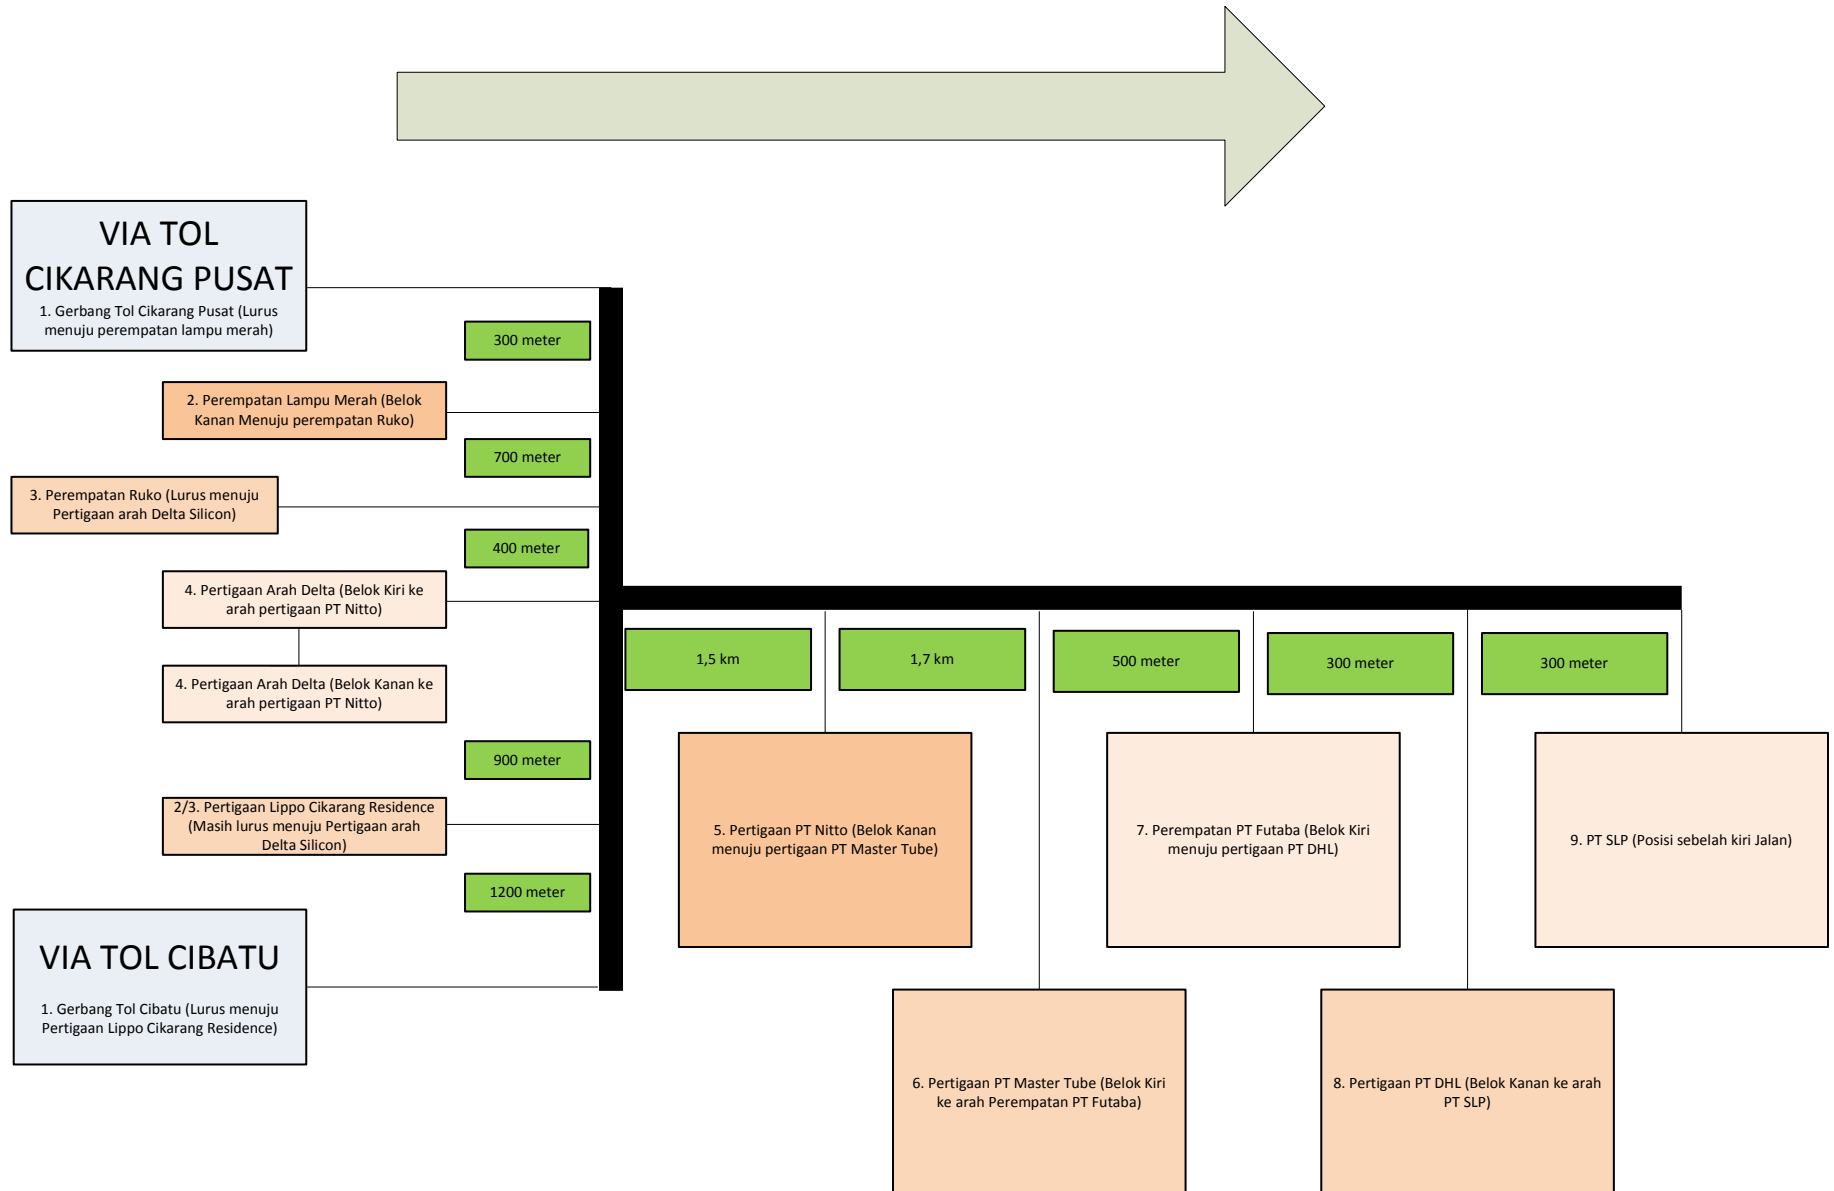 VIA TOL
CIKARANG PUSAT
1. Gerbang Tol Cikarang Pusat (Lurus
menuju perempatan lampu merah)
300 meter
2. Perempatan Lampu Merah (Belok
Kanan Menuju perempatan Ruko)
700 meter
3. Perempatan Ruko (Lurus menuju
Pertigaan arah Delta Silicon)
400 meter
4. Pertigaan Arah Delta (Belok Kiri ke
arah pertigaan PT Nitto)
4. Pertigaan Arah Delta (Belok Kanan ke
arah pertigaan PT Nitto)
900 meter
2/3. Pertigaan Lippo Cikarang Residence
(Masih lurus menuju Pertigaan arah
Delta Silicon)
1200 meter
VIA TOL CIBATU
1. Gerbang Tol Cibatu (Lurus menuju
Pertigaan Lippo Cikarang Residence)
1,5 km
1,7 km
500 meter
300 meter
300 meter
5. Pertigaan PT Nitto (Belok Kanan
menuju pertigaan PT Master Tube)
6. Pertigaan PT Master Tube (Belok Kiri
ke arah Perempatan PT Futaba)
7. Perempatan PT Futaba (Belok Kiri
menuju pertigaan PT DHL)
8. Pertigaan PT DHL (Belok Kanan ke arah
PT SLP)
9. PT SLP (Posisi sebelah kiri Jalan)